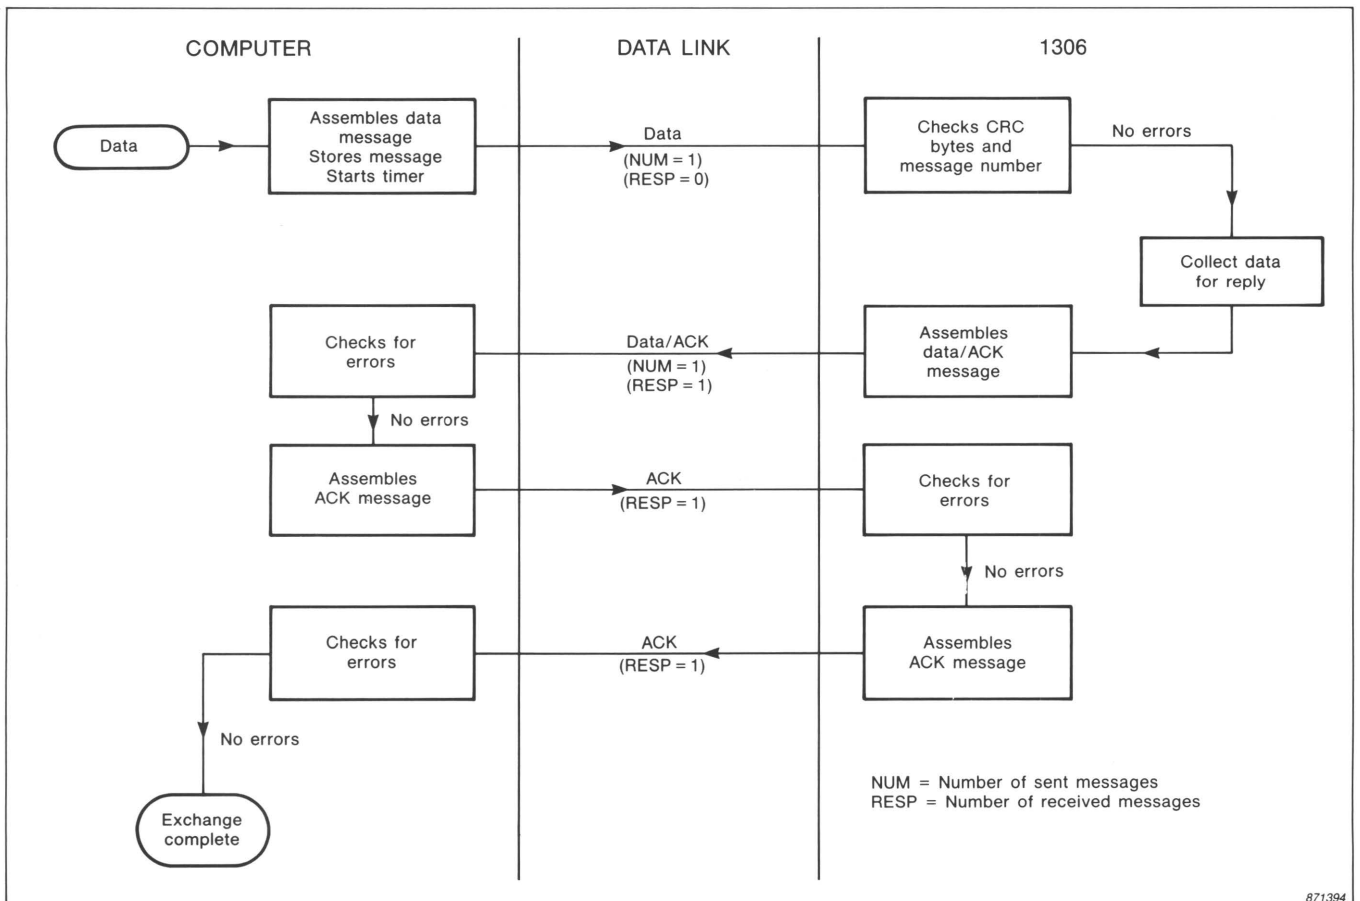 COMPUTER
DATA LINK
1306
Data
Assembles data
message
Stores message
Starts timer
Data
(NUM = 1)
(RESP = 0)
Checks CRC
bytes and
message number
No errors
Collect data
for reply
Checks for
errors
Data/ACK
(NUM = 1)
(RESP = 1)
Assembles
data/ACK
message
No errors
Assembles
ACK message
ACK
(RESP = 1)
Checks for
errors
No errors
Checks for
errors
ACK
(RESP = 1)
Assembles
ACK message
No errors
Exchange
complete
NUM = Number of sent messages
RESP = Number of received messages
871394